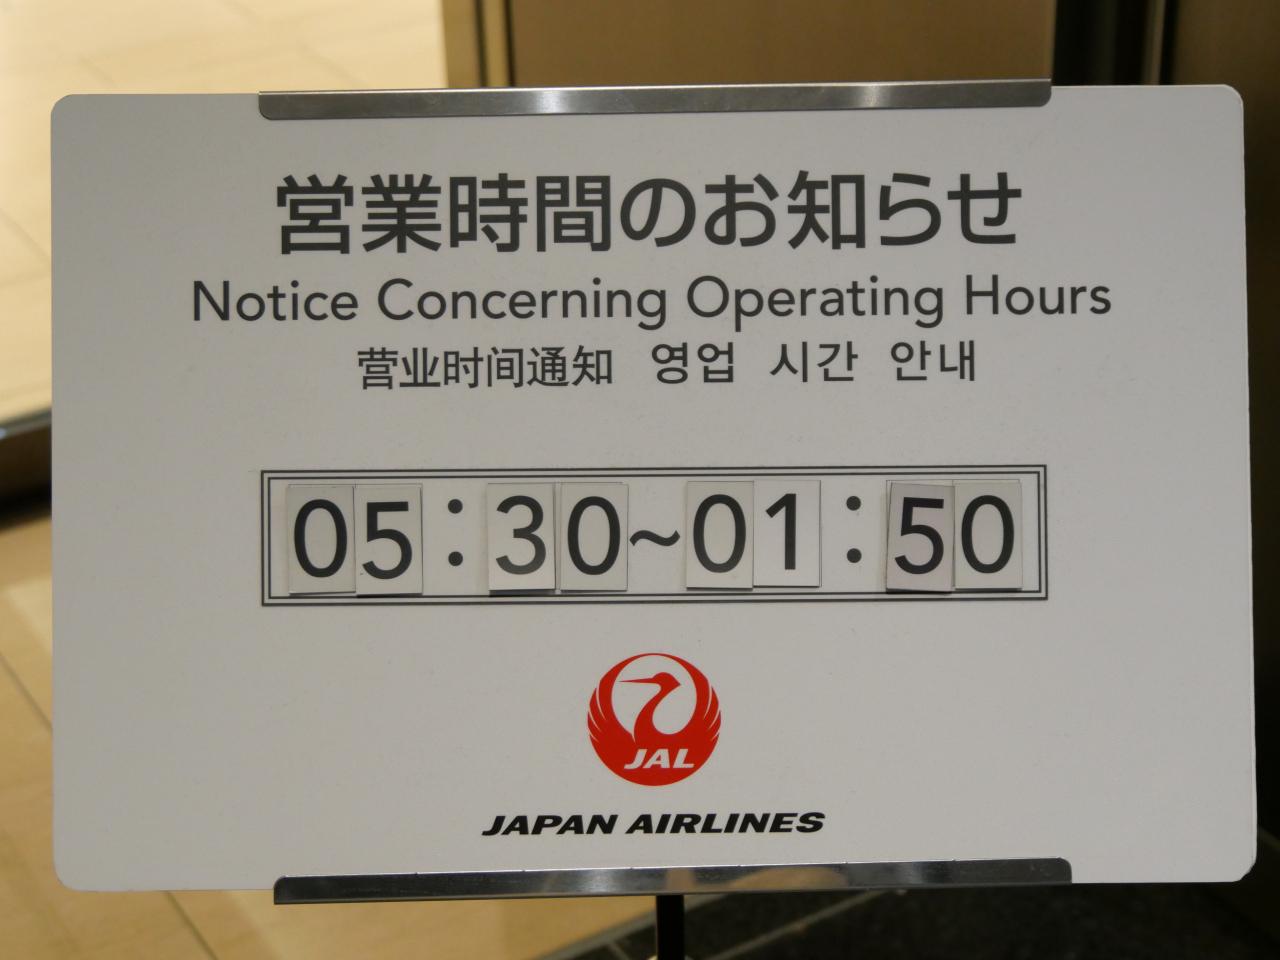 営業時間のお知らせ
Notice Concerning Operating Hours
营业时间通知 영업 시간 안내
05:30~01:50
JAL
JAPAN AIRLINES